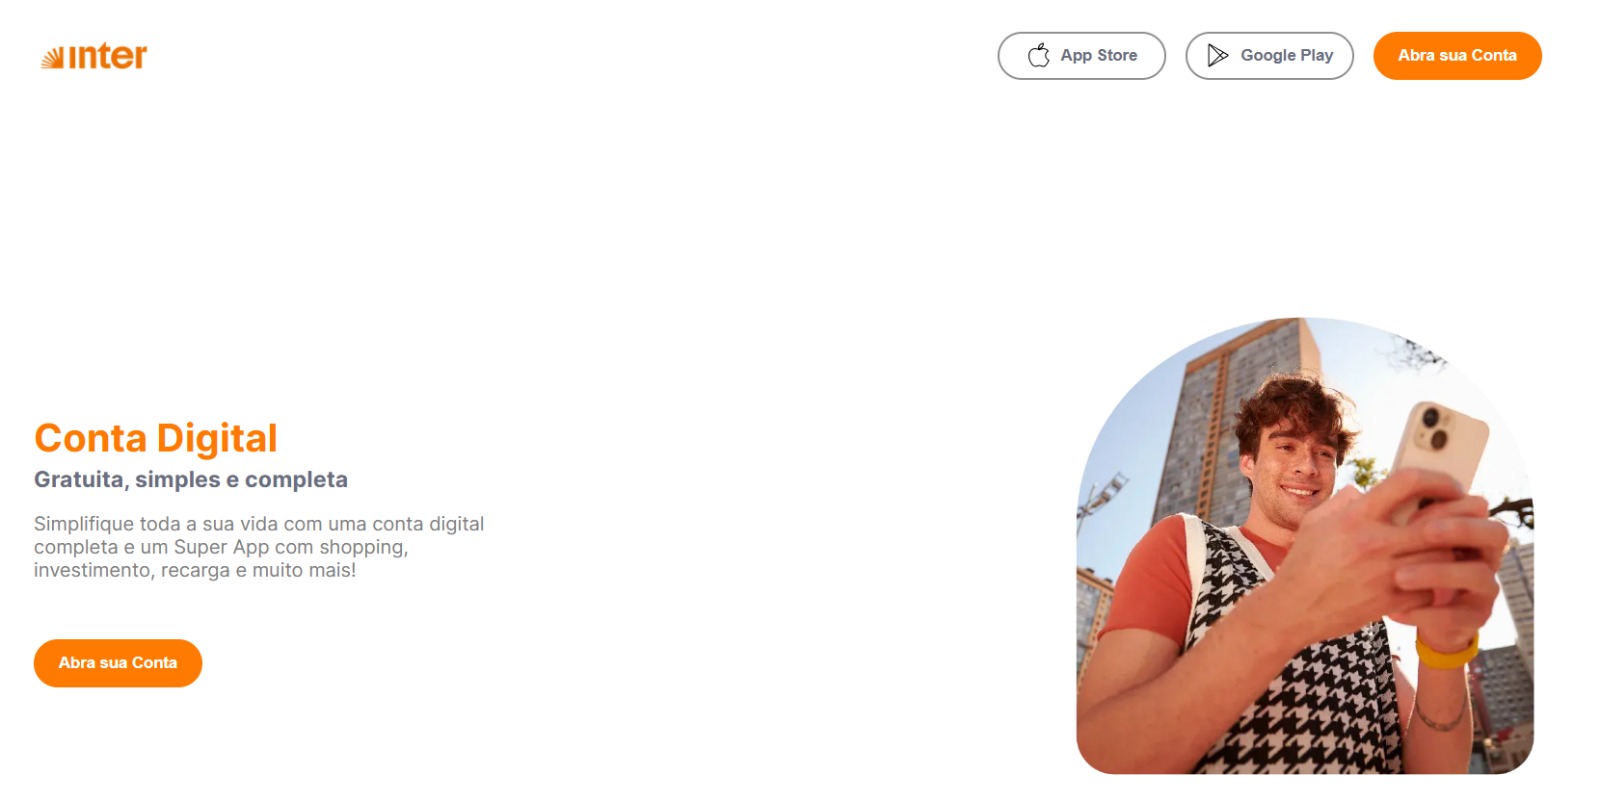 inter
App Store
Google Play
Abra sua Conta
Conta Digital
Gratuita, simples e completa
Simplifique toda a sua vida com uma conta digital
completa e um Super App com shopping,
investimento, recarga e muito mais!
Abra sua Conta